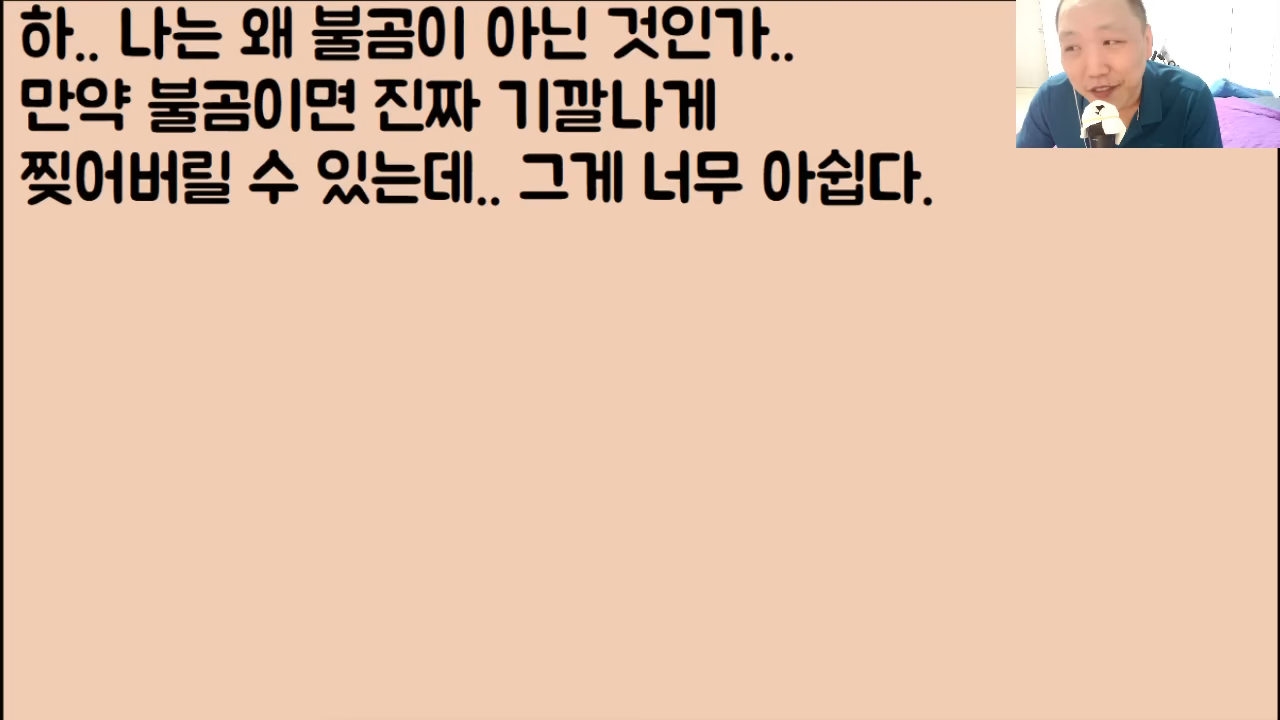 하.. 나는 왜 불곰이 아닌 것인가..
만약 불곰이면 진짜 기깔나게
찢어버릴 수 있는데.. 그게 너무 아쉽다.